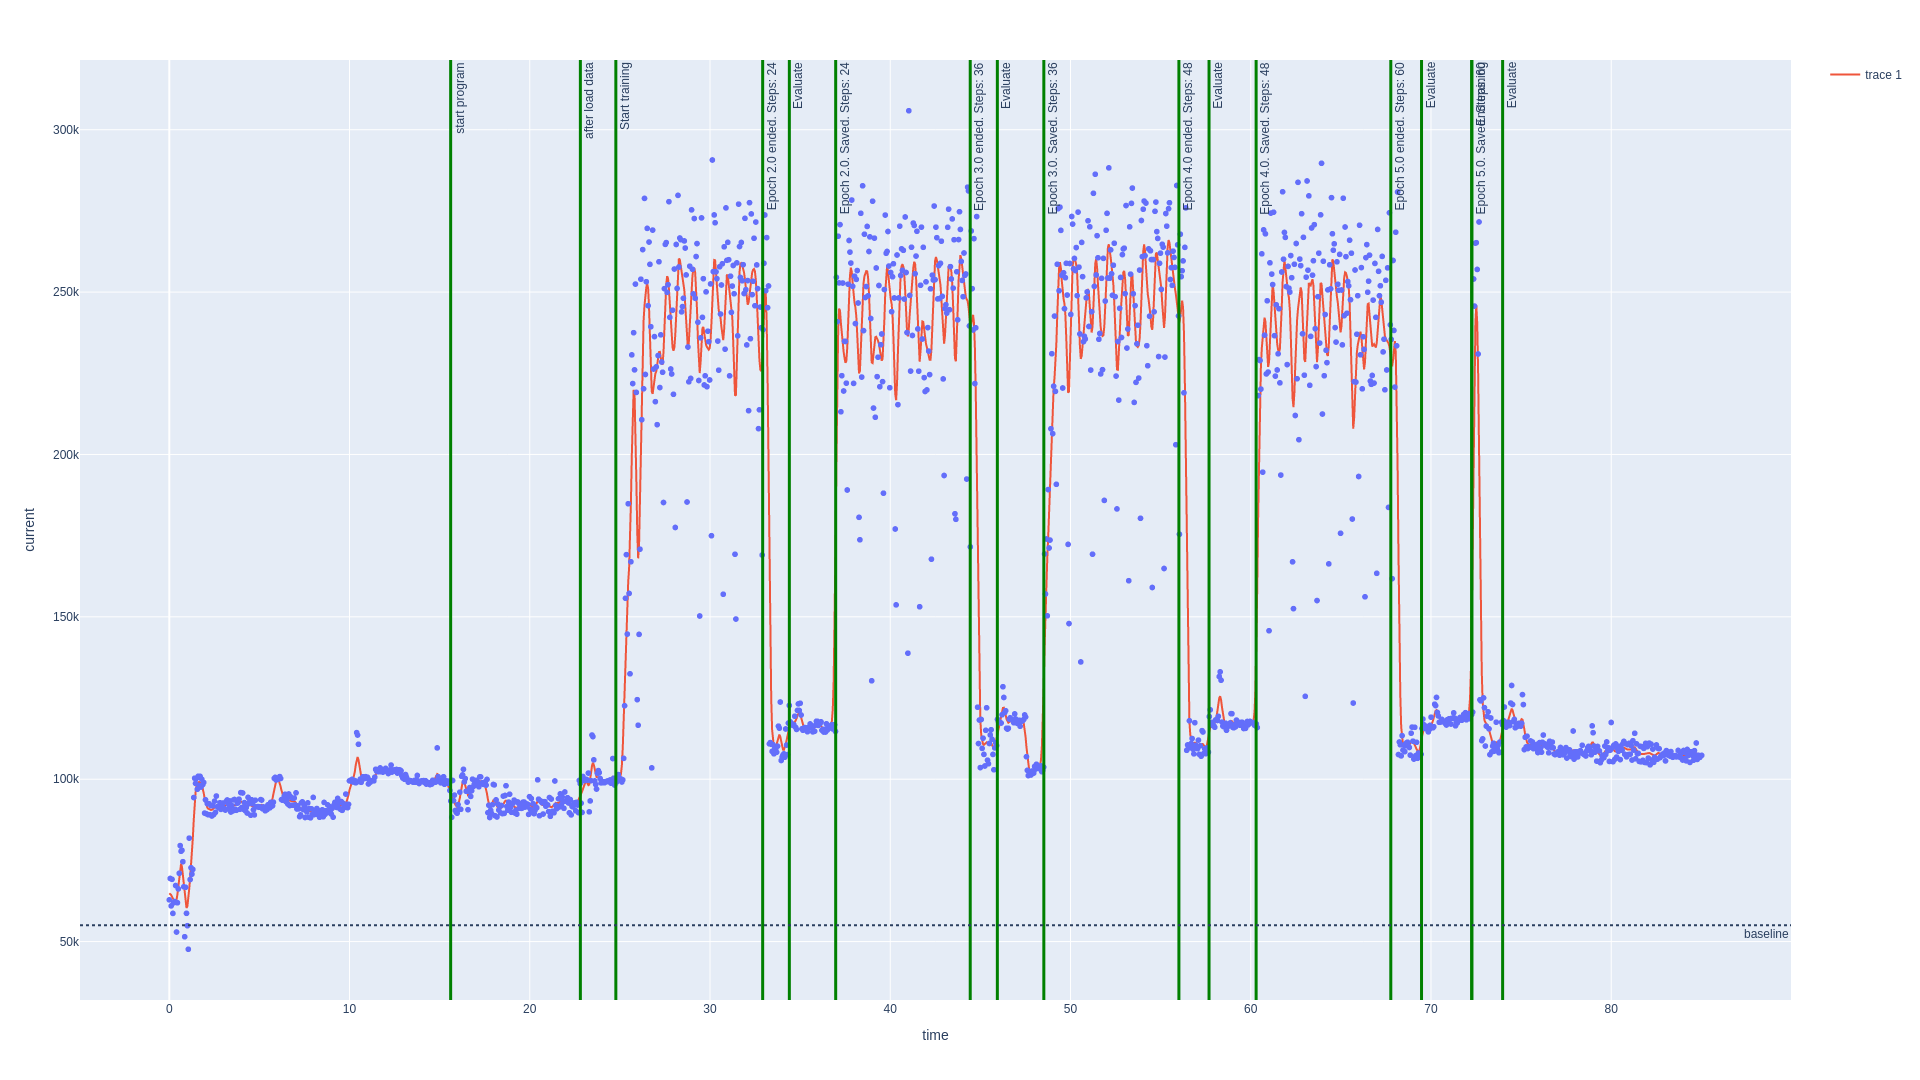 start program
after load data
Start training
Epoch 2.0 ended. Steps: 24
Evaluate
Epoch 2.0. Saved. Steps: 24
Epoch 3.0 ended. Steps: 36
Evaluate
Epoch 3.0. Saved. Steps: 36
Epoch 4.0 ended. Steps: 48
Evaluate
Epoch 4.0. Saved. Steps: 48
Epoch 5.0 ended. Steps: 60
Evaluate
Epoch 5.0. Saved. Steps: 60
Evaluate
trace 1
300k
250k
200k
150k
100k
50k
current
baseline
0
10
20
30
40
50
60
70
80
time